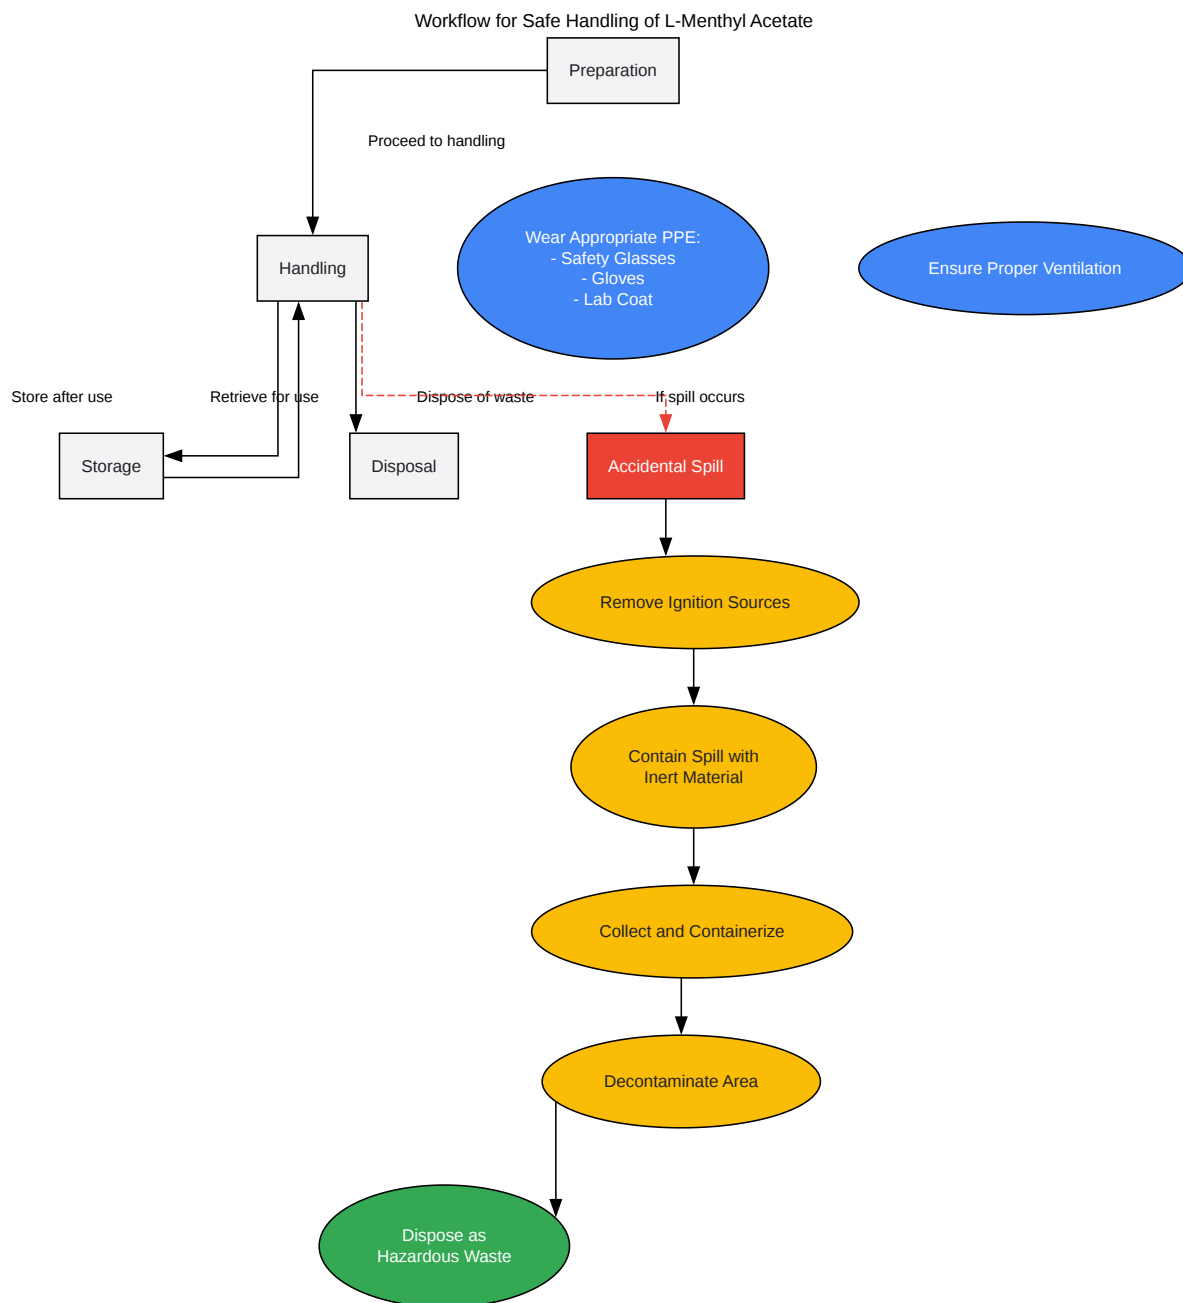 Workflow for Safe Handling of L-Menthyl Acetate
Preparation
Proceed to handling
Wear Appropriate PPE:
- Safety Glasses
- Gloves
- Lab Coat
Ensure Proper Ventilation
Handling
Store after use
Retrieve for use
Dispose of waste
If spill occurs
Storage
Disposal
Accidental Spill
Remove Ignition Sources
Contain Spill with
Inert Material
Collect and Containerize
Decontaminate Area
Dispose as
Hazardous Waste